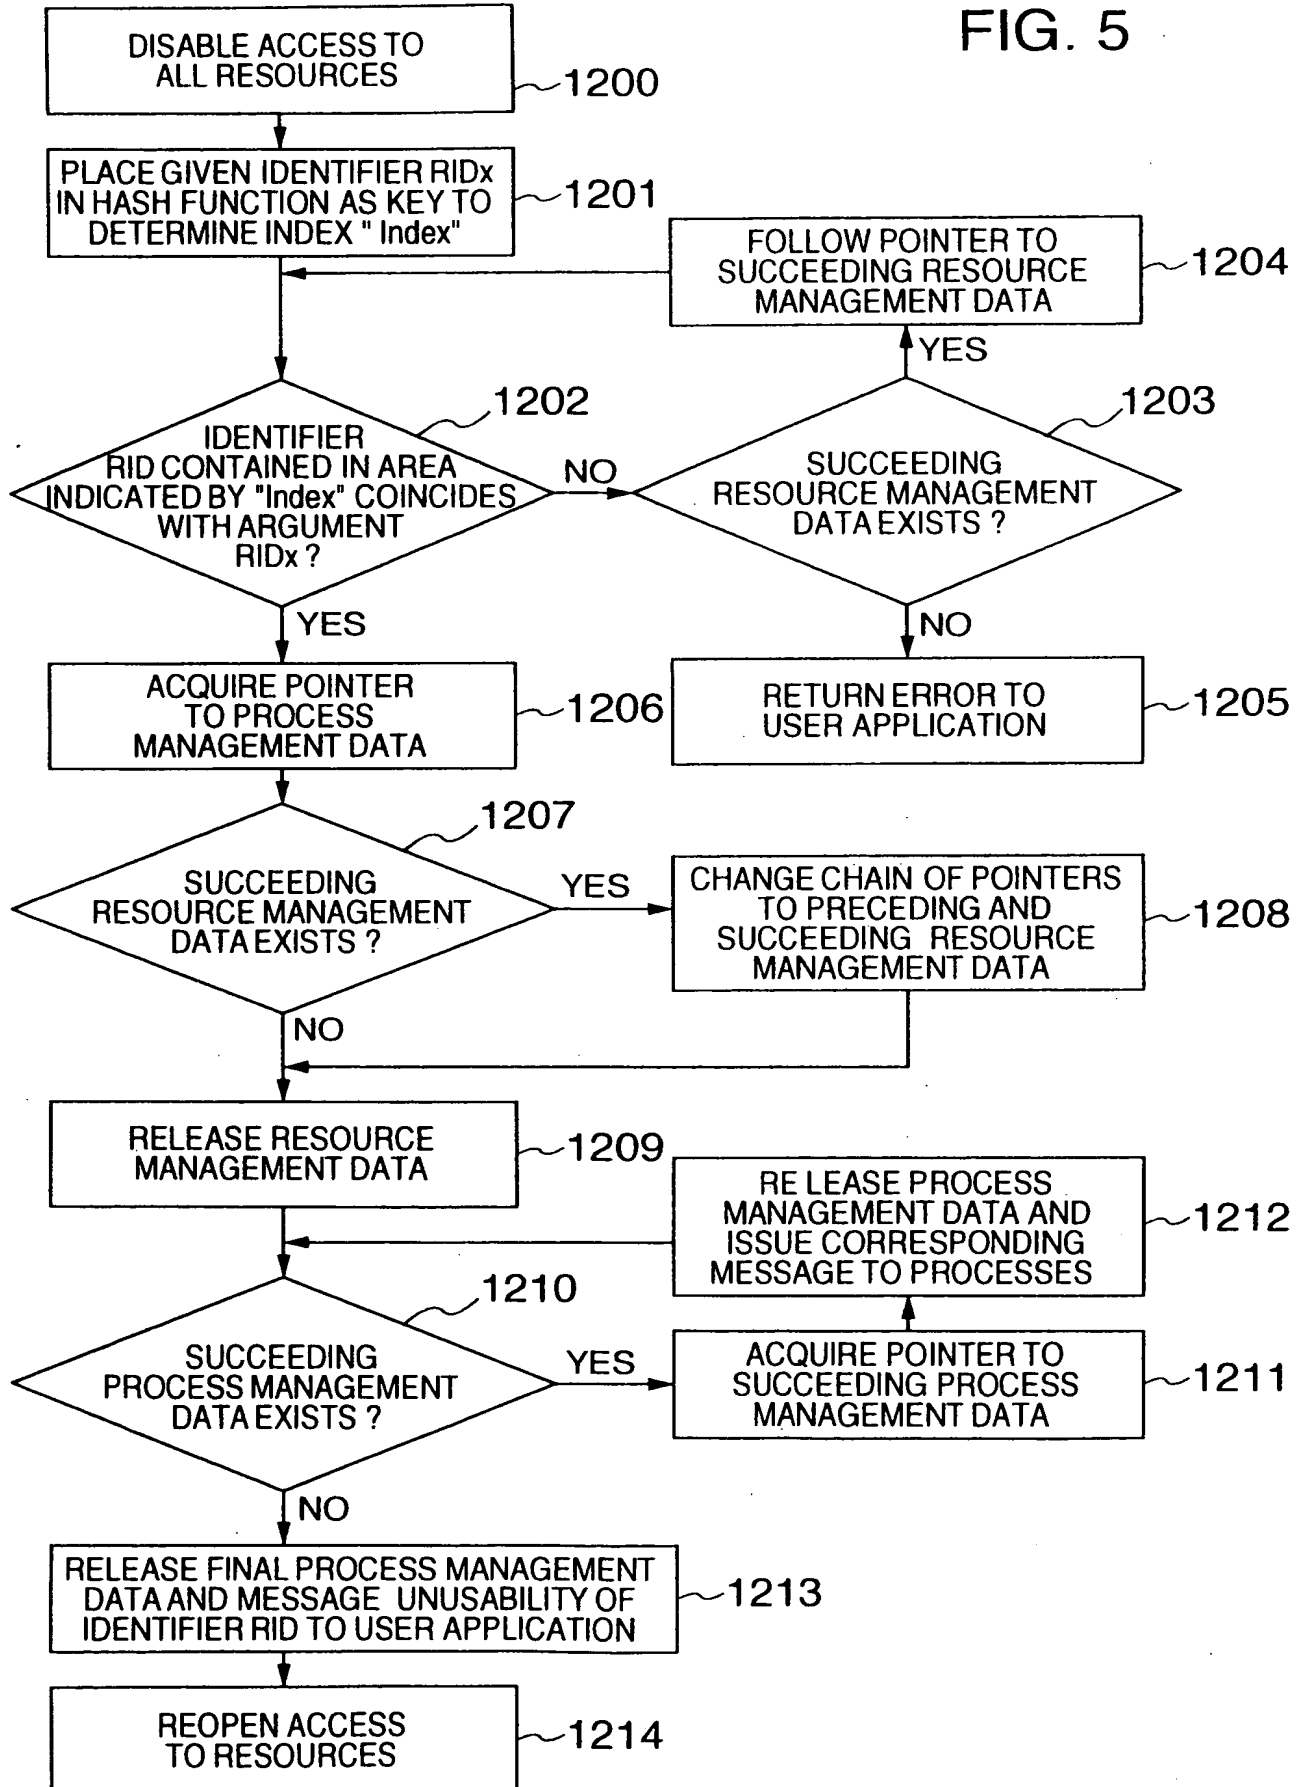 FIG. 5
DISABLE ACCESS TO
ALL RESOURCES
1200
PLACE GIVEN IDENTIFIER RIDx
IN HASH FUNCTION AS KEY TO
DETERMINE INDEX " Index"
1201
FOLLOW POINTER TO
SUCCEEDING RESOURCE
MANAGEMENT DATA
1204
YES
1202
IDENTIFIER
RID CONTAINED IN AREA
INDICATED BY "Index" COINCIDES
WITH ARGUMENT
RIDx ?
NO
1203
SUCCEEDING
RESOURCE MANAGEMENT
DATA EXISTS ?
YES
NO
ACQUIRE POINTER
TO PROCESS
MANAGEMENT DATA
1206
RETURN ERROR TO
USER APPLICATION
1205
1207
SUCCEEDING
RESOURCE MANAGEMENT
DATA EXISTS ?
YES
CHANGE CHAIN OF POINTERS
TO PRECEDING AND
SUCCEEDING RESOURCE
MANAGEMENT DATA
1208
NO
RELEASE RESOURCE
MANAGEMENT DATA
1209
RE LEASE PROCESS
MANAGEMENT DATA AND
ISSUE CORRESPONDING
MESSAGE TO PROCESSES
1212
1210
SUCCEEDING
PROCESS MANAGEMENT
DATA EXISTS ?
YES
ACQUIRE POINTER TO
SUCCEEDING PROCESS
MANAGEMENT DATA
1211
NO
RELEASE FINAL PROCESS MANAGEMENT
DATA AND MESSAGE UNUSABILITY OF
IDENTIFIER RID TO USER APPLICATION
1213
REOPEN ACCESS
TO RESOURCES
1214